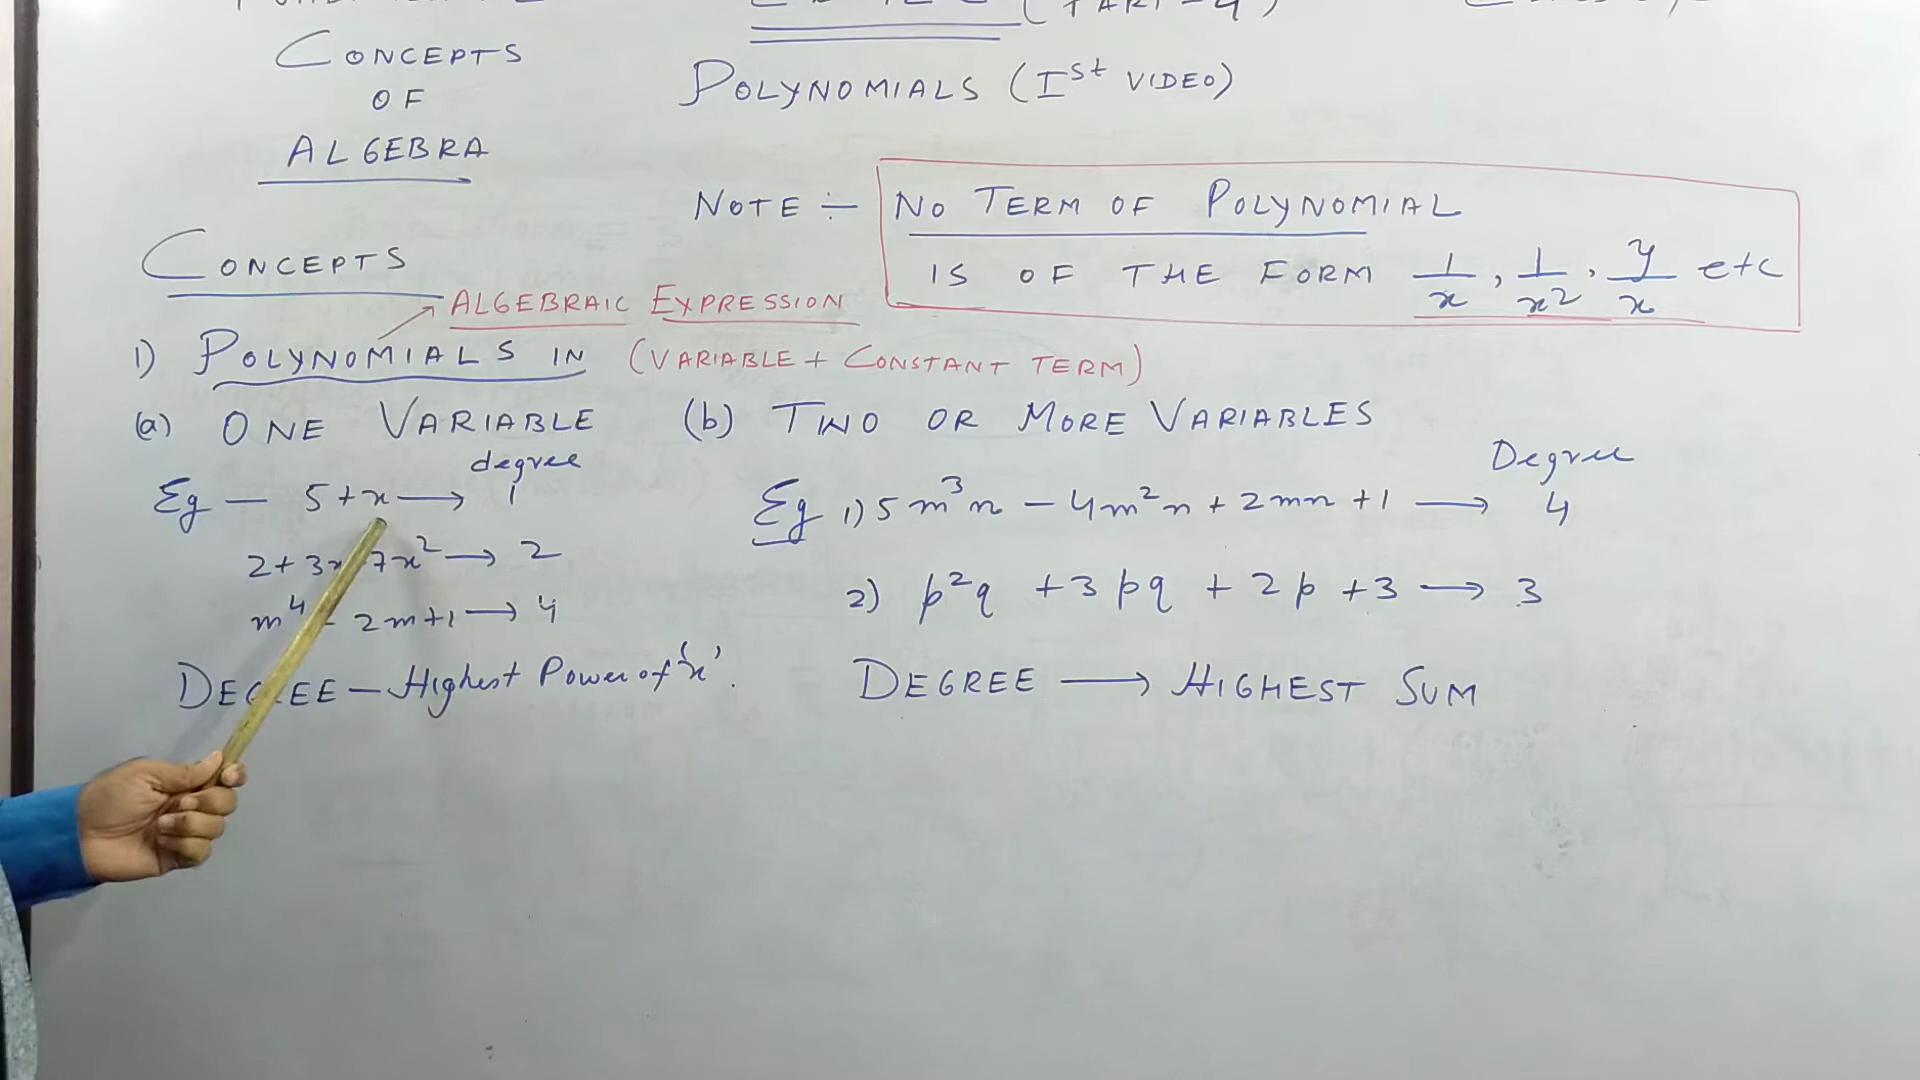 CONCEPTS
OF
ALGEBRA
(PART-4)
POLYNOMIALS (Ist VIDEO)
NOTE ÷ NO TERM OF POLYNOMIAL
IS OF THE FORM 1/x, 1/x², y/x etc
CONCEPTS
ALGEBRAIC EXPRESSION
1) POLYNOMIALS IN (VARIABLE + CONSTANT TERM)
(a) ONE VARIABLE
degree
Eg — 5+x → 1
2+3x 7x² → 2
m⁴ - 2m+1 → 4
DEGREE — Highest Power of 'x'.
(b) TWO OR MORE VARIABLES
Degree
Eg 1) 5m³n - 4m²n + 2mn + 1 → 4
2) p²q + 3pq + 2p + 3 → 3
DEGREE → HIGHEST SUM